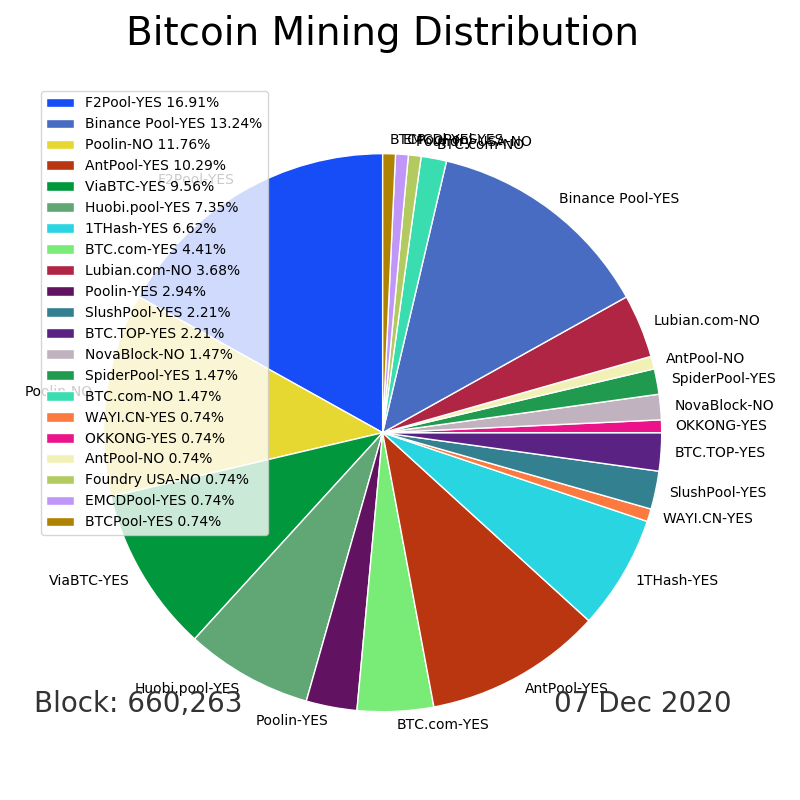 Bitcoin Mining Distribution
F2Pool-YES 16.91%
Binance Pool-YES 13.24%
Poolin-NO 11.76%
AntPool-YES 10.29%
ViaBTC-YES 9.56%
Huobi.pool-YES 7.35%
1THash-YES 6.62%
BTC.com-YES 4.41%
Lubian.com-NO 3.68%
Poolin-YES 2.94%
SlushPool-YES 2.21%
BTC.TOP-YES 2.21%
NovaBlock-NO 1.47%
SpiderPool-YES 1.47%
BTC.com-NO 1.47%
WAYI.CN-YES 0.74%
OKKONG-YES 0.74%
AntPool-NO 0.74%
Foundry USA-NO 0.74%
EMCDPool-YES 0.74%
BTCPool-YES 0.74%
BTCPool-YES
EMCDPool-YES
Foundry USA-NO
BTC.com-NO
Binance Pool-YES
Lubian.com-NO
AntPool-NO
SpiderPool-YES
NovaBlock-NO
OKKONG-YES
BTC.TOP-YES
SlushPool-YES
WAYI.CN-YES
1THash-YES
AntPool-YES
BTC.com-YES
Poolin-YES
Huobi.pool-YES
ViaBTC-YES
Poolin-NO
F2Pool-YES
Block: 660,263
07 Dec 2020